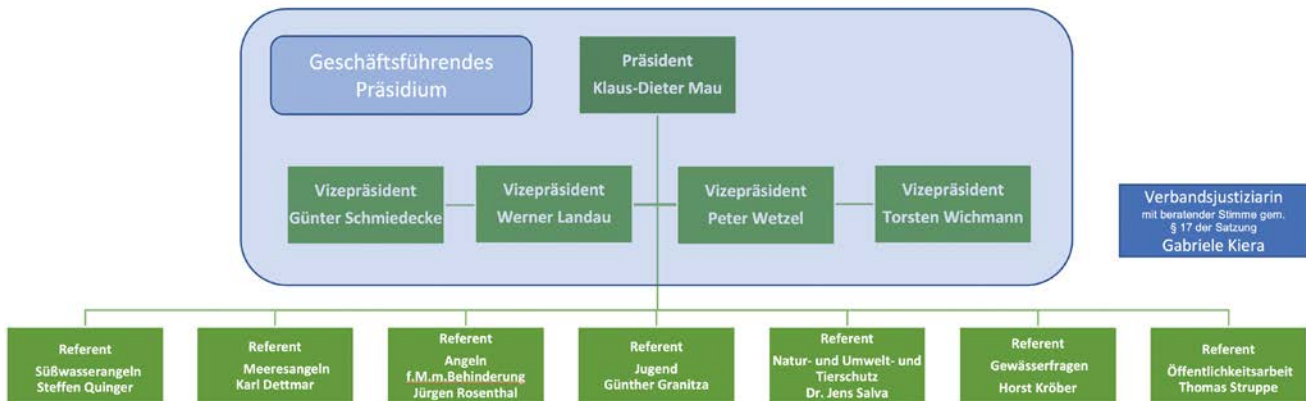 Geschäftsführendes
Präsidium
Präsident
Klaus-Dieter Mau
Vizepräsident
Günter Schmiedecke
Vizepräsident
Werner Landau
Vizepräsident
Peter Wetzel
Vizepräsident
Torsten Wichmann
Verbandsjustiziarin
mit beratender Stimme gem.
§ 17 der Satzung
Gabriele Kiera
Referent
Süßwasserangeln
Steffen Quinger
Referent
Meeresangeln
Karl Dettmar
Referent
Angeln
f.M.m.Behinderung
Jürgen Rosenthal
Referent
Jugend
Günther Granitza
Referent
Natur- und Umwelt- und
Tierschutz
Dr. Jens Salva
Referent
Gewässerfragen
Horst Kröber
Referent
Öffentlichkeitsarbeit
Thomas Struppe